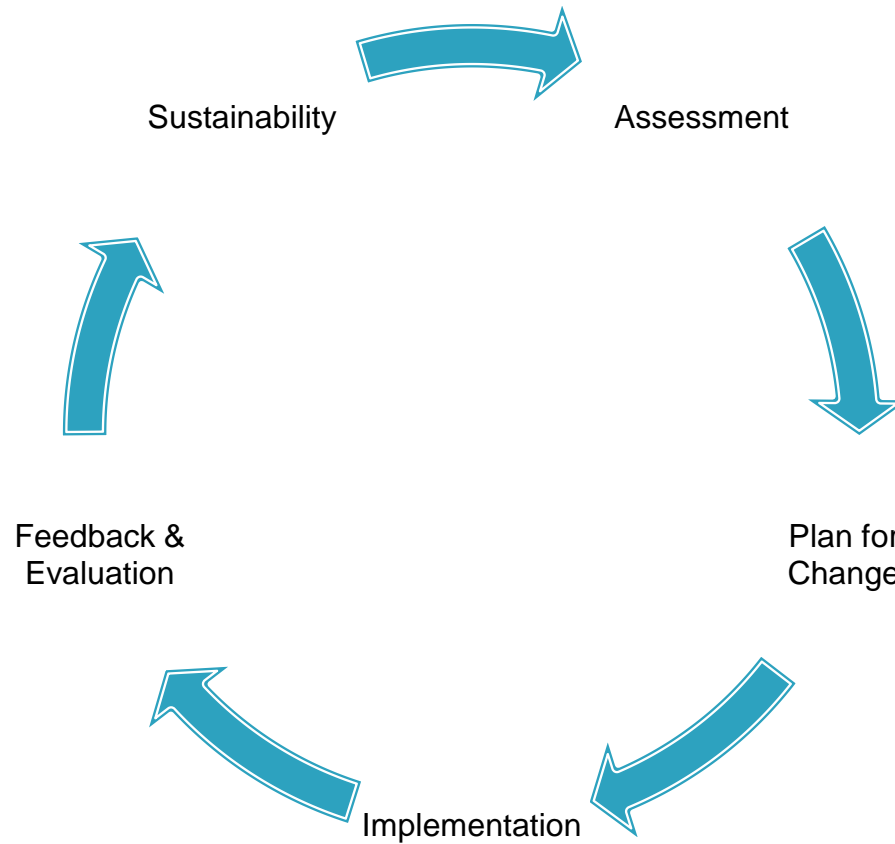 Sustainability
Assessment
Feedback &
Evaluation
Plan for
Change
Implementation